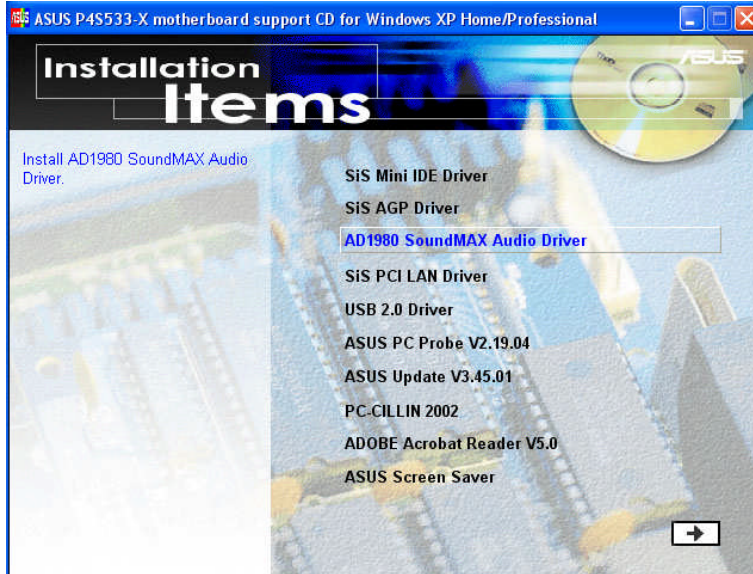 ASUS P4S533-X motherboard support CD for Windows XP Home/Professional
Installation
Items
ASUS
Install AD1980 SoundMAX Audio
Driver.
SiS Mini IDE Driver
SiS AGP Driver
AD1980 SoundMAX Audio Driver
SiS PCI LAN Driver
USB 2.0 Driver
ASUS PC Probe V2.19.04
ASUS Update V3.45.01
PC-CILLIN 2002
ADOBE Acrobat Reader V5.0
ASUS Screen Saver